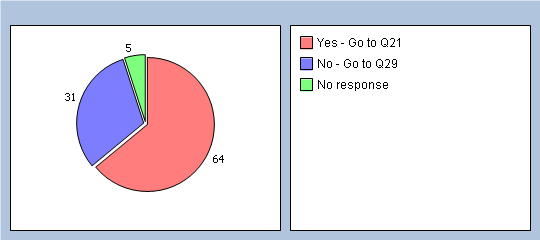 5
31
64
Yes - Go to Q21
No - Go to Q29
No response